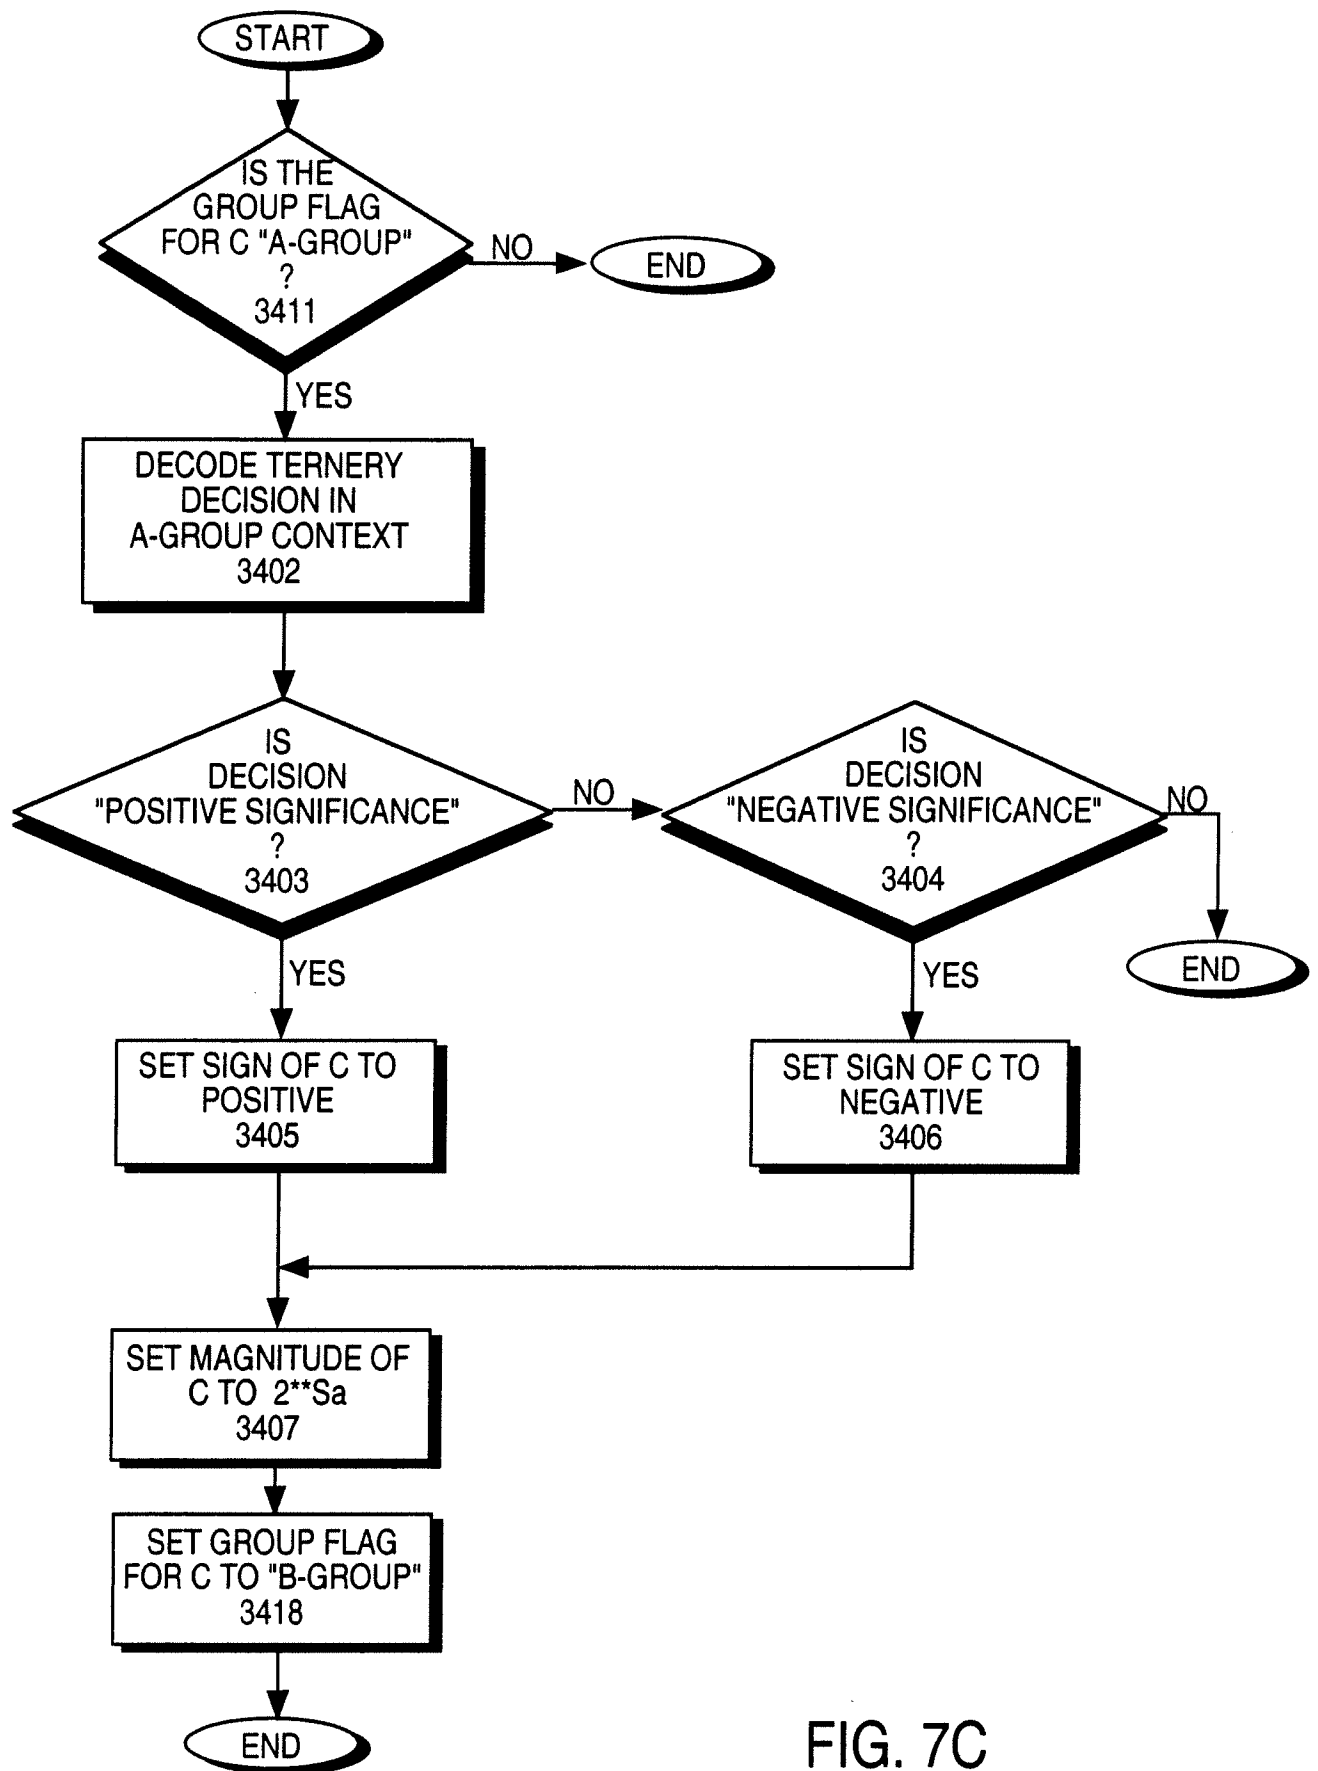 START
IS THE
GROUP FLAG
FOR C "A-GROUP"
?
3411
NO
END
YES
DECODE TERNERY
DECISION IN
A-GROUP CONTEXT
3402
IS
DECISION
"POSITIVE SIGNIFICANCE"
?
3403
NO
IS
DECISION
"NEGATIVE SIGNIFICANCE"
?
3404
NO
END
YES
YES
SET SIGN OF C TO
POSITIVE
3405
SET SIGN OF C TO
NEGATIVE
3406
SET MAGNITUDE OF
C TO 2**Sa
3407
SET GROUP FLAG
FOR C TO "B-GROUP"
3418
END
FIG. 7C